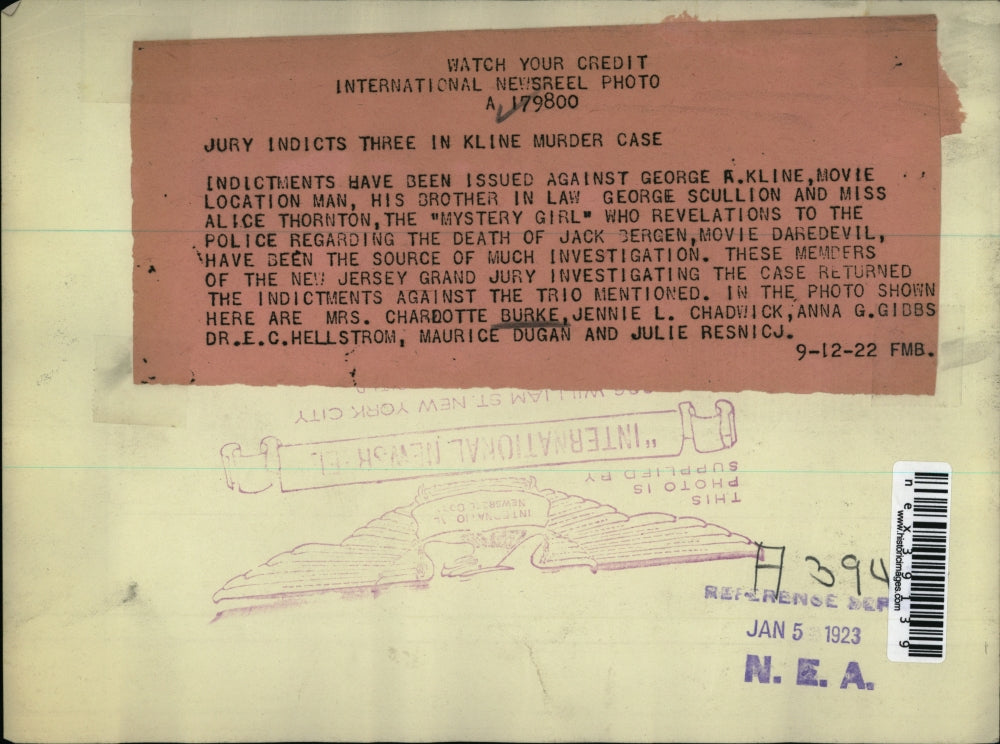 WATCH YOUR CREDIT
INTERNATIONAL NEWSREEL PHOTO
A 179800
JURY INDICTS THREE IN KLINE MURDER CASE
INDICTMENTS HAVE BEEN ISSUED AGAINST GEORGE R.KLINE,MOVIE
LOCATION MAN, HIS BROTHER IN LAW GEORGE SCULLION AND MISS
ALICE THORNTON,THE "MYSTERY GIRL" WHO REVELATIONS TO THE
POLICE REGARDING THE DEATH OF JACK BERGEN,MOVIE DAREDEVIL,
HAVE BEEN THE SOURCE OF MUCH INVESTIGATION. THESE MEMBERS
OF THE NEW JERSEY GRAND JURY INVESTIGATING THE CASE RETURNED
THE INDICTMENTS AGAINST THE TRIO MENTIONED. IN THE PHOTO SHOWN
HERE ARE MRS. CHARLOTTE BURKE,JENNIE L. CHADWICK,ANNA G.GIBBS
DR.E.C.HELLSTROM, MAURICE DUGAN AND JULIE RESNICJ.
9-12-22 FMB.
WILLIAM ST. NEW YORK CITY
"INTERNATIONAL NEWSREEL
THIS
PHOTO IS
SUPPLIED BY
INTERNATIONAL
NEWSREEL
A 394
REFERENCE DEP
JAN 5 1923
N. E. A.
nex39139
www.historicimages.com